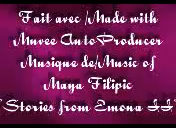 Fait avec /Made with
Muvee AutoProducer
Musique de/Music of
Maya Filipic
"Stories from Emona II"